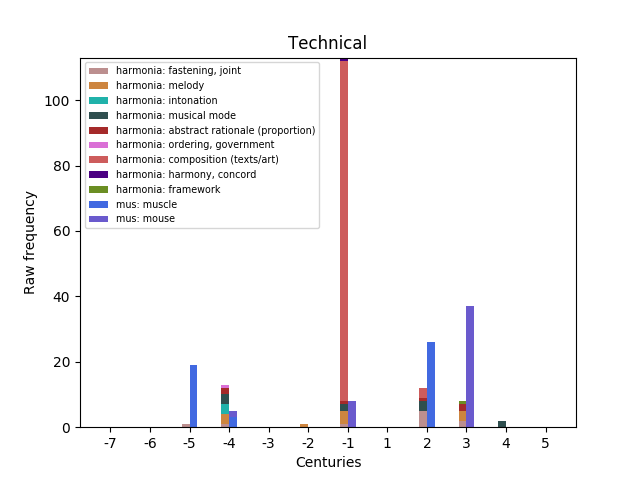 Technical
harmonia: fastening, joint
harmonia: melody
harmonia: intonation
harmonia: musical mode
harmonia: abstract rationale (proportion)
harmonia: ordering, government
harmonia: composition (texts/art)
harmonia: harmony, concord
harmonia: framework
mus: muscle
mus: mouse
Raw frequency
100
80
60
40
20
0
-7 -6 -5 -4 -3 -2 -1 1 2 3 4 5
Centuries